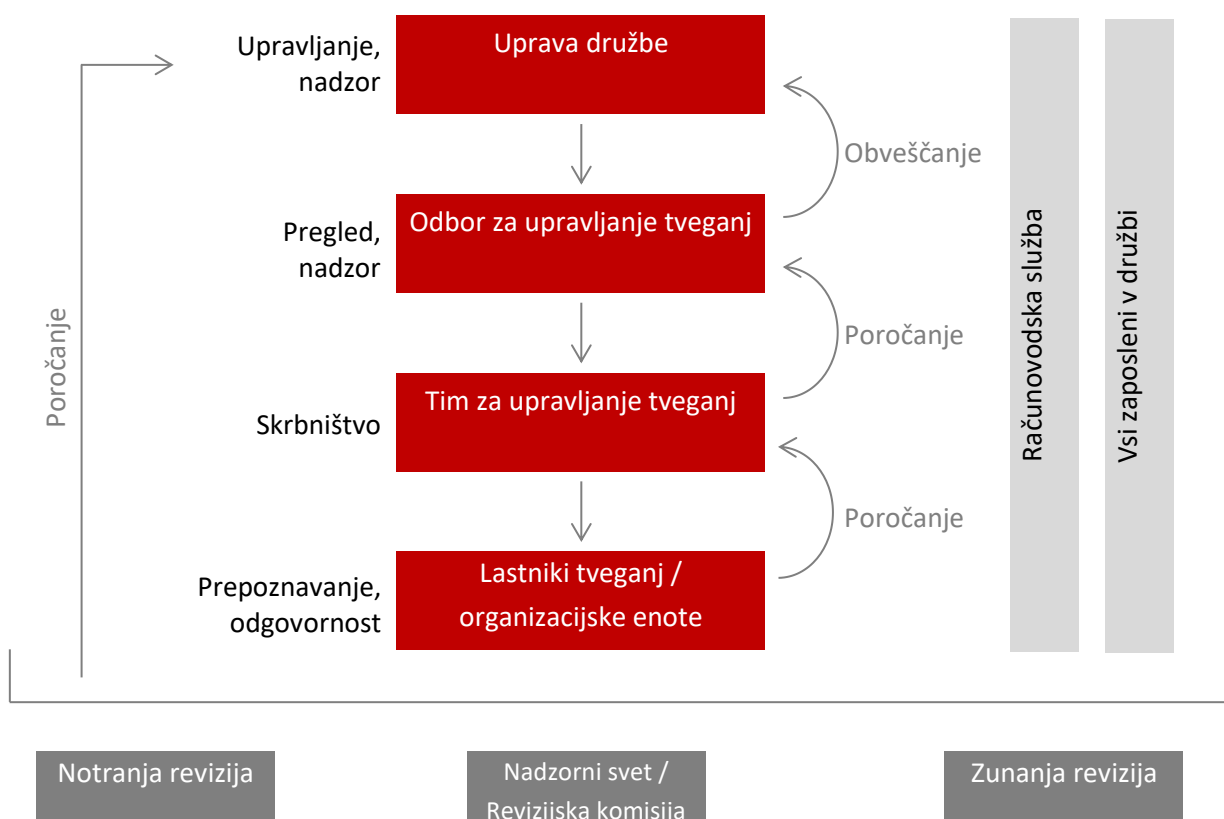 Upravljanje,
nadzor
Uprava družbe
Obveščanje
Pregled,
nadzor
Odbor za upravljanje tveganj
Poročanje
Poročanje
Skrbništvo
Tim za upravljanje tveganj
Poročanje
Prepoznavanje,
odgovornost
Lastniki tveganj /
organizacijske enote
Računovodska služba
Vsi zaposleni v družbi
Notranja revizija
Nadzorni svet /
Revizijska komisija
Zunanja revizija